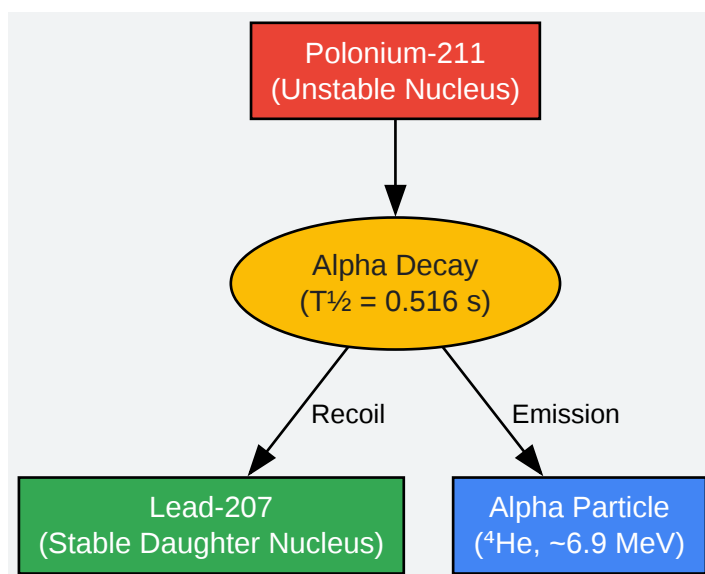 Polonium-211
(Unstable Nucleus)
Alpha Decay
(T½ = 0.516 s)
Recoil
Emission
Lead-207
(Stable Daughter Nucleus)
Alpha Particle
(⁴He, ~6.9 MeV)